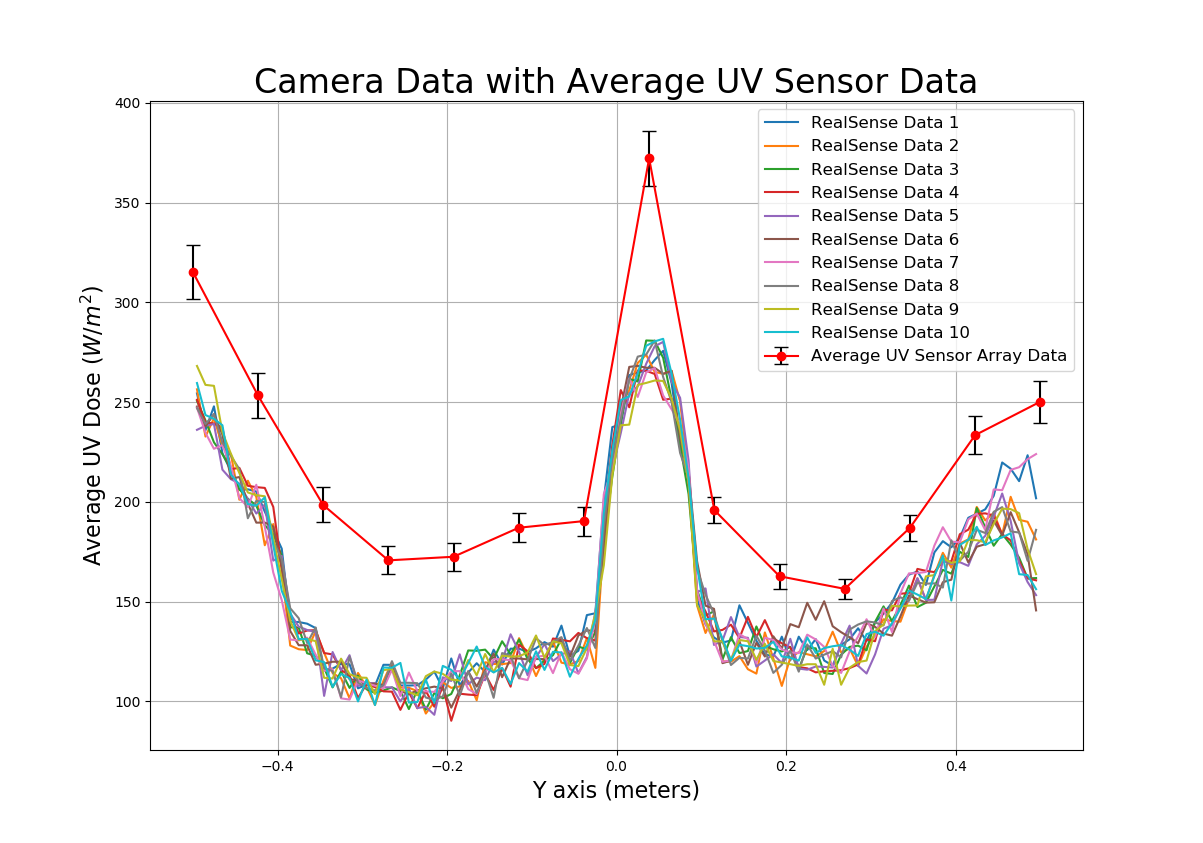 Camera Data with Average UV Sensor Data
400
350
300
250
200
150
100
Average UV Dose (W/m²)
RealSense Data 1
RealSense Data 2
RealSense Data 3
RealSense Data 4
RealSense Data 5
RealSense Data 6
RealSense Data 7
RealSense Data 8
RealSense Data 9
RealSense Data 10
Average UV Sensor Array Data
−0.4 −0.2 0.0 0.2 0.4
Y axis (meters)